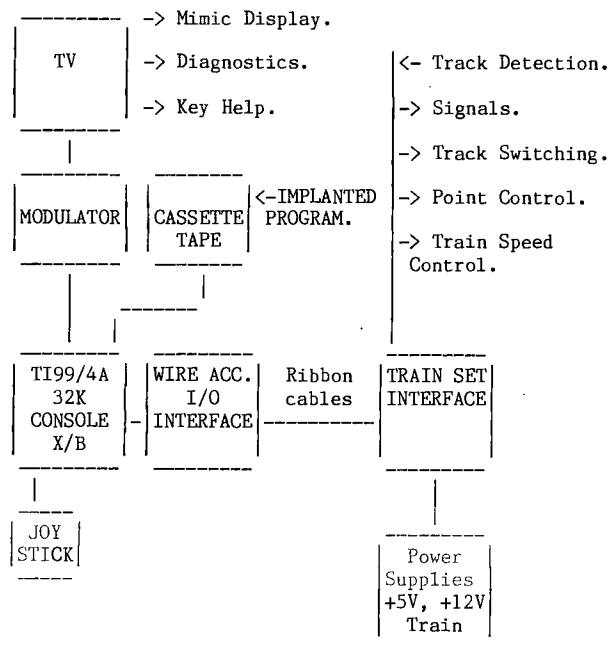 -> Mimic Display.
TV
-> Diagnostics.
-> Key Help.
<- Track Detection.
-> Signals.
-> Track Switching.
-> Point Control.
-> Train Speed
Control.
MODULATOR
CASSETTE
TAPE
<-IMPLANTED
PROGRAM.
TI99/4A
32K
CONSOLE
X/B
WIRE ACC.
I/O
INTERFACE
Ribbon
cables
TRAIN SET
INTERFACE
JOY
STICK
Power
Supplies
+5V, +12V
Train